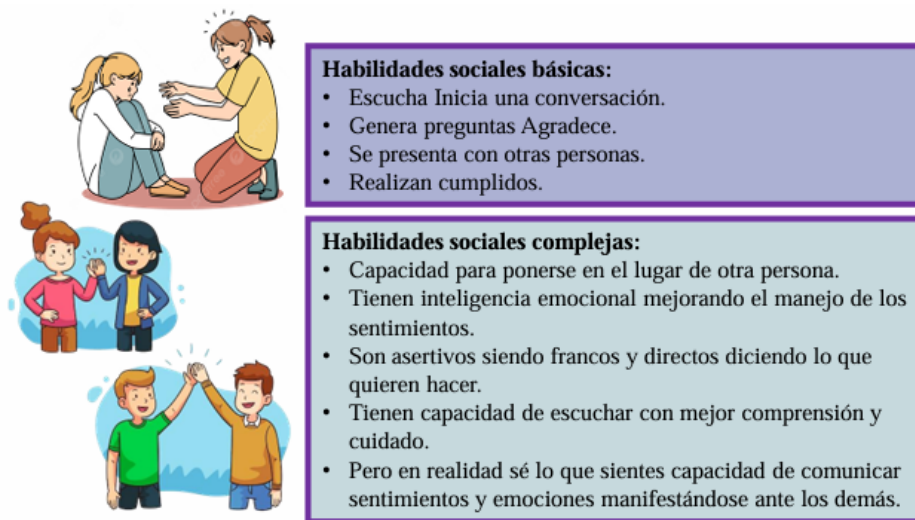 Habilidades sociales básicas:
• Escucha Inicia una conversación.
• Genera preguntas Agradece.
• Se presenta con otras personas.
• Realizan cumplidos.
Habilidades sociales complejas:
• Capacidad para ponerse en el lugar de otra persona.
• Tienen inteligencia emocional mejorando el manejo de los
sentimientos.
• Son asertivos siendo francos y directos diciendo lo que
quieren hacer.
• Tienen capacidad de escuchar con mejor comprensión y
cuidado.
• Pero en realidad sé lo que sientes capacidad de comunicar
sentimientos y emociones manifestándose ante los demás.